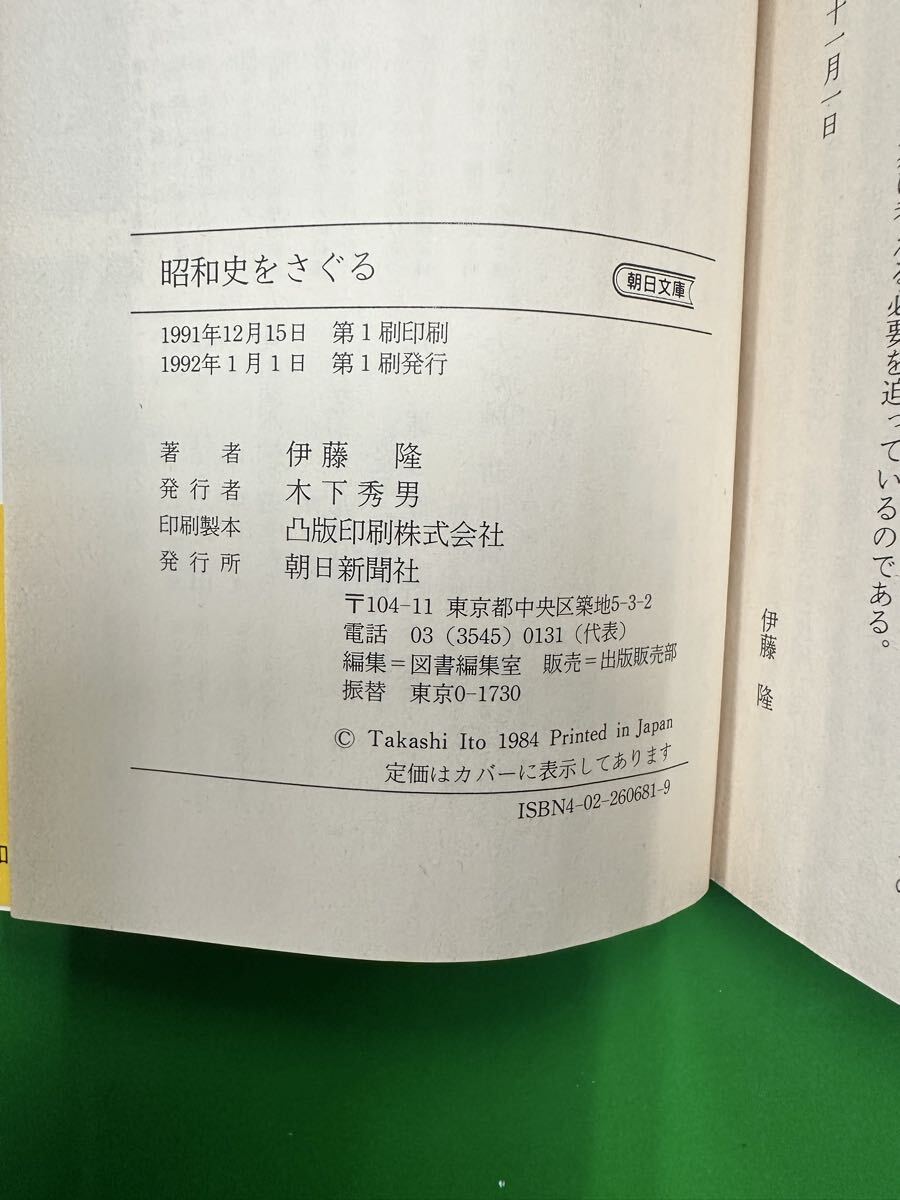 十一月一日
必要を迫っているのである。
伊藤 隆
昭和史をさぐる
朝日文庫
1991年12月15日 第1刷印刷
1992年1月1日 第1刷発行
著者 伊藤 隆
発行者 木下秀男
印刷製本 凸版印刷株式会社
発行所 朝日新聞社
〒104-11 東京都中央区築地5-3-2
電話 03(3545)0131(代表)
編集=図書編集室 販売=出版販売部
振替 東京0-1730
© Takashi Ito 1984 Printed in Japan
定価はカバーに表示してあります
ISBN4-02-260681-9